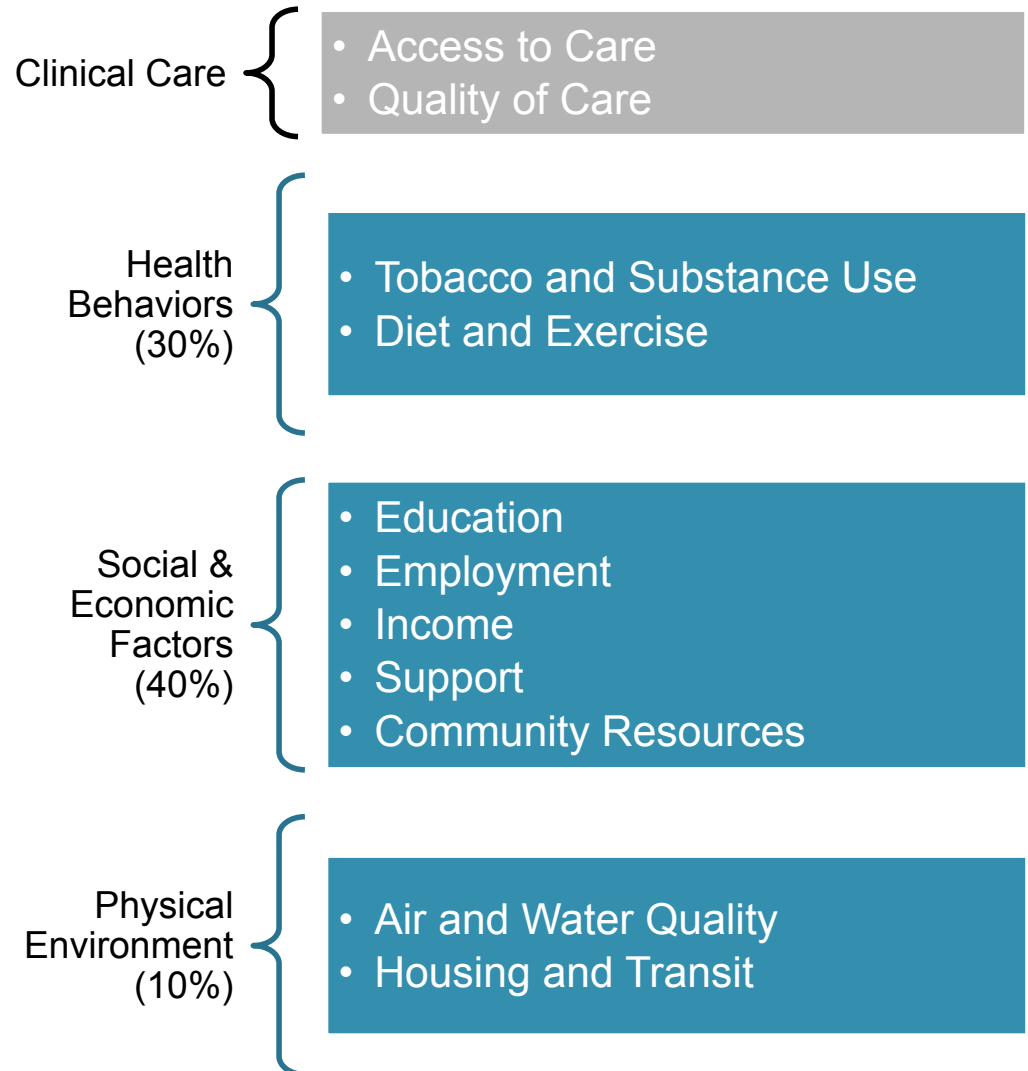 Clinical Care
• Access to Care
• Quality of Care
Health
Behaviors
(30%)
• Tobacco and Substance Use
• Diet and Exercise
Social &
Economic
Factors
(40%)
• Education
• Employment
• Income
• Support
• Community Resources
Physical
Environment
(10%)
• Air and Water Quality
• Housing and Transit